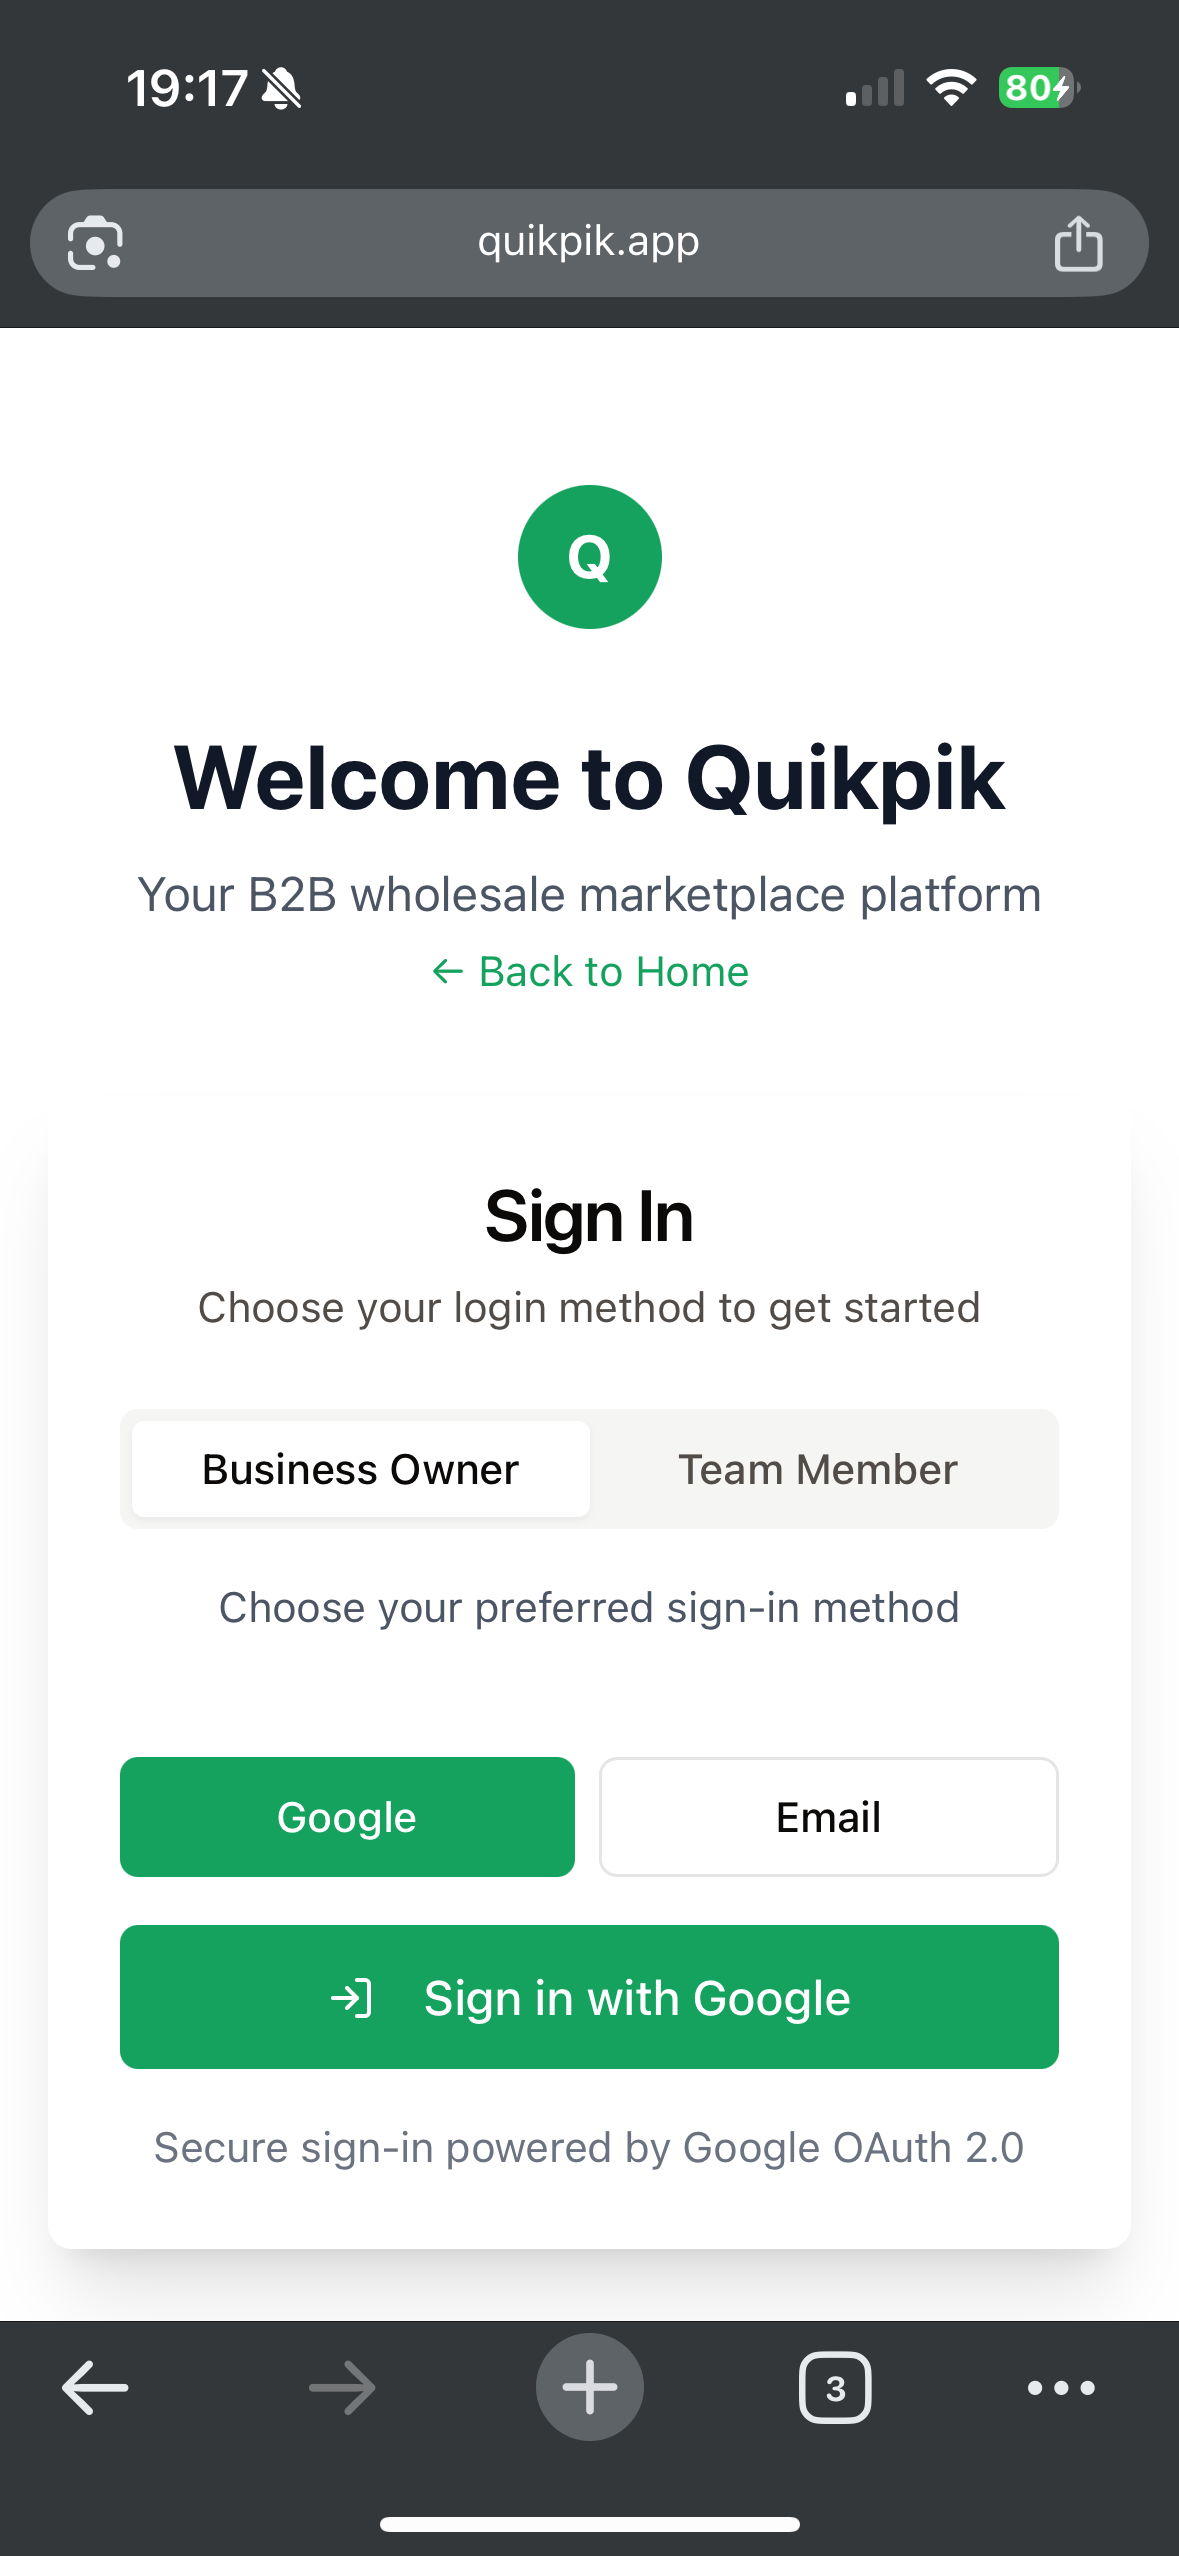 19:17
80
quikpik.app
Q
Welcome to Quikpik
Your B2B wholesale marketplace platform
← Back to Home
Sign In
Choose your login method to get started
Business Owner Team Member
Choose your preferred sign-in method
Google Email
Sign in with Google
Secure sign-in powered by Google OAuth 2.0
3